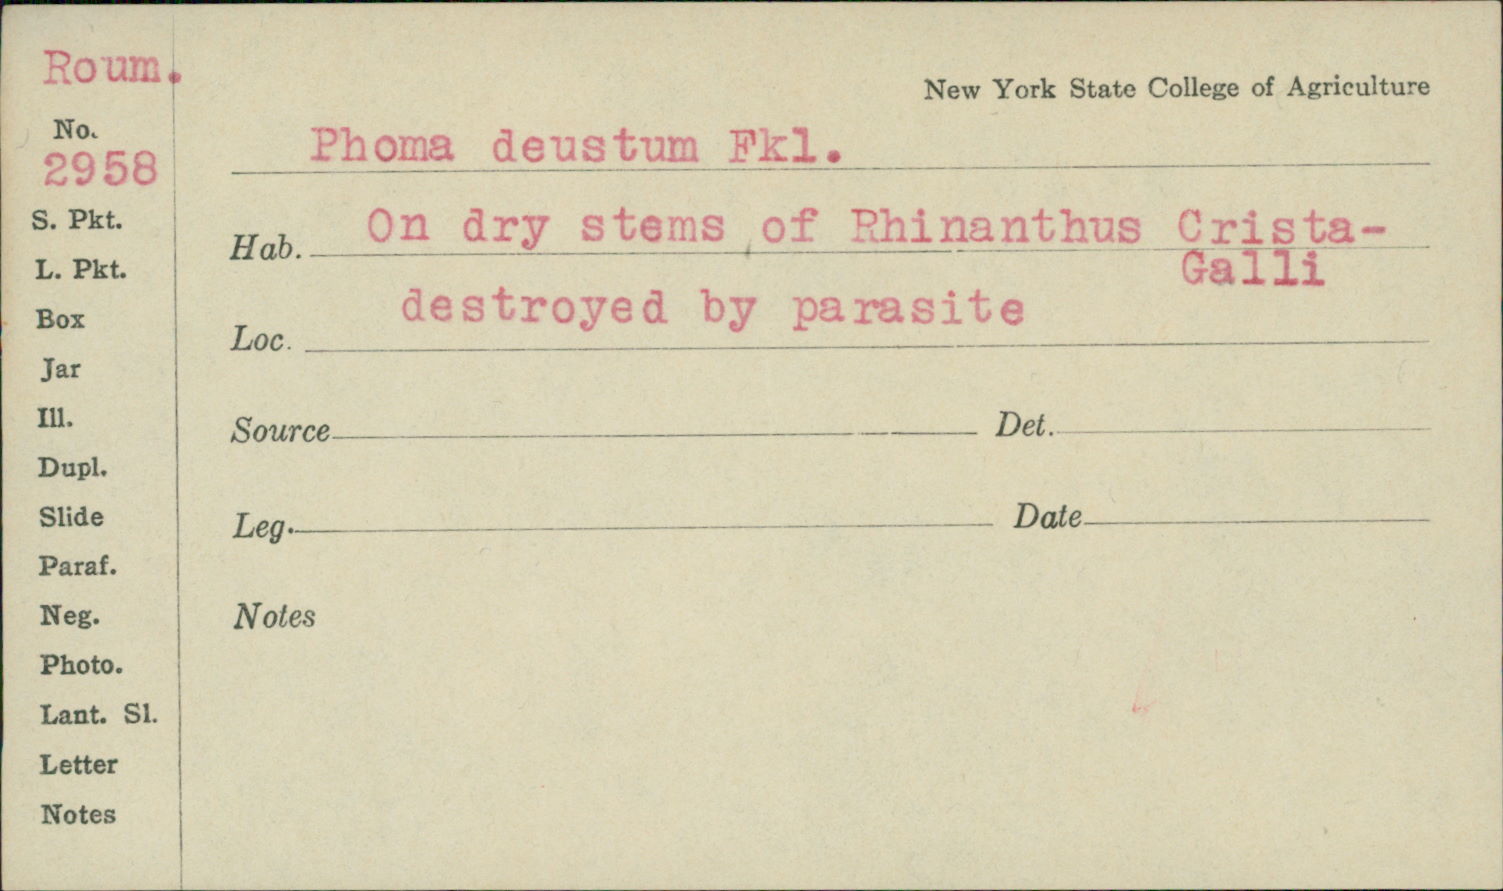 Roum.
New York State College of Agriculture
No.
2958
Phoma deustum Fkl.
S. Pkt.
Hab. On dry stems of Rhinanthus Crista-
Galli
L. Pkt.
destroyed by parasite
Box
Loc.
Jar
Ill.
Source Det.
Dupl.
Slide
Leg. Date
Paraf.
Neg.
Notes
Photo.
Lant. Sl.
Letter
Notes